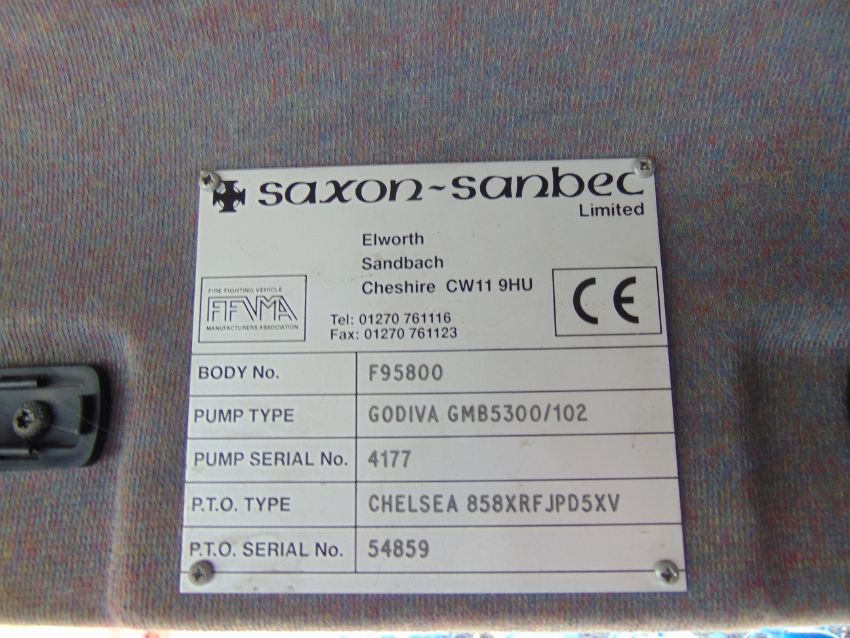 saxon~sanbec
Limited
Elworth
Sandbach
Cheshire CW11 9HU
FIRE FIGHTING VEHICLE
FFVMA
MANUFACTURERS ASSOCIATION
Tel: 01270 761116
Fax: 01270 761123
CE
BODY No. F95800
PUMP TYPE GODIVA GMB5300/102
PUMP SERIAL No. 4177
P.T.O. TYPE CHELSEA 858XRFJPD5XV
P.T.O. SERIAL No. 54859